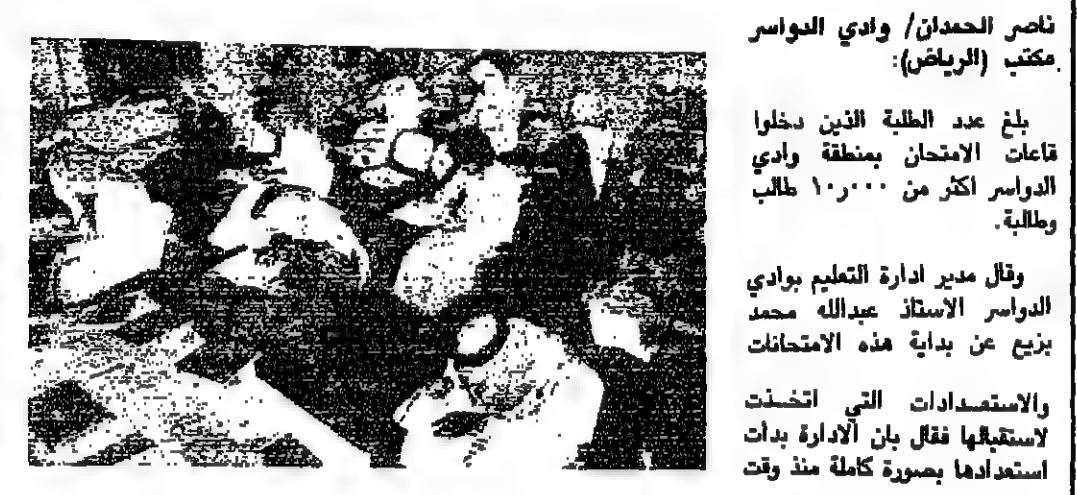 ناصر الحمدان/ وادي الدواسر
مكتب (الرياض):
بلغ عدد الطلبة الذين دخلوا
قاعات الامتحان بمنطقة وادي
الدواسر اكثر من ١٠ر٠٠٠ طالب
وطالبة.
وقال مدير ادارة التعليم بوادي
الدواسر الاستاذ عبدالله محمد
بزيع عن بداية هذه الامتحانات
والاستعدادات التي اتخذت
لاستقبالها فقال بان الادارة بدأت
استعدادها بصورة كاملة منذ وقت